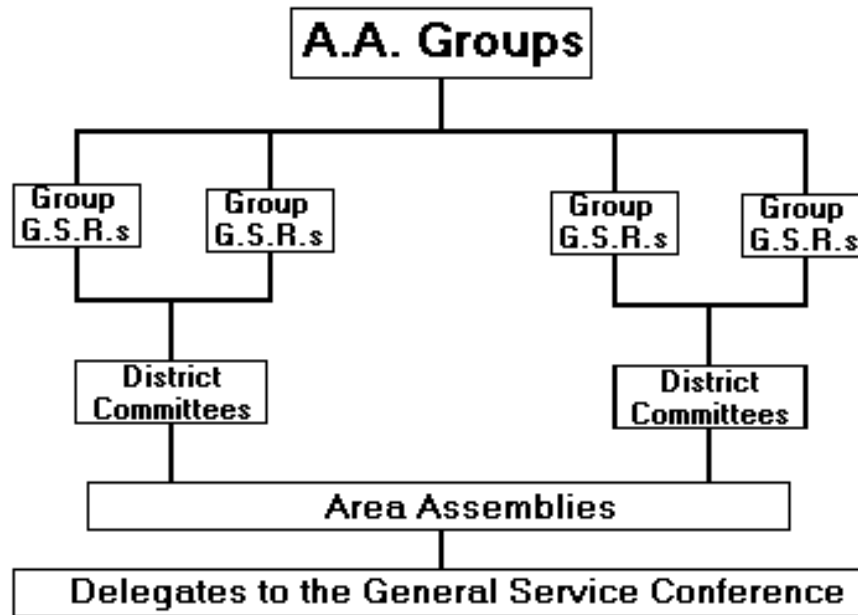 A.A. Groups
Group
G.S.R.s
Group
G.S.R.s
Group
G.S.R.s
Group
G.S.R.s
District
Committees
District
Committees
Area Assemblies
Delegates to the General Service Conference